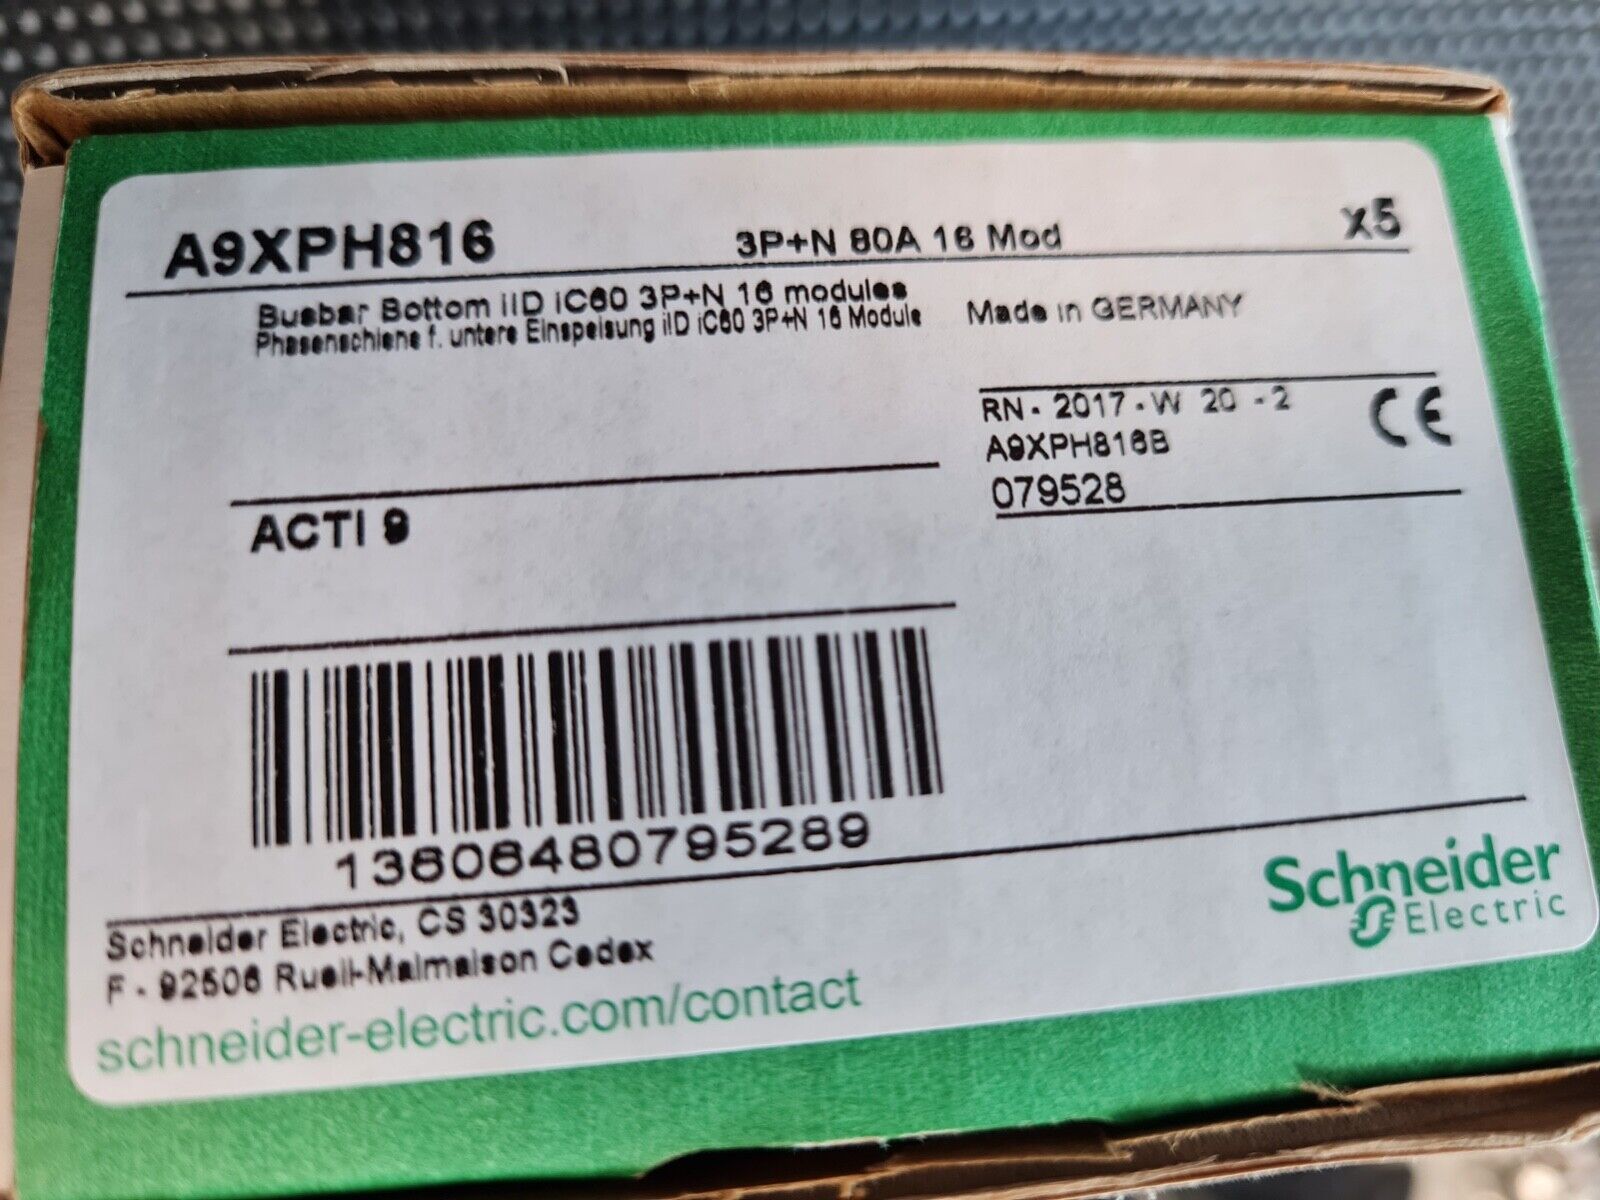 A9XPH816 3P+N 80A 16 Mod x5
Busbar Bottom iID iC60 3P+N 16 modules
Phasenschiene f. untere Einspeisung iID iC60 3P+N 16 Module
Made in GERMANY
RN - 2017 - W 20 - 2
A9XPH816B
079528
CE
ACTI 9
13606480795289
Schneider Electric, CS 30323
F - 92506 Rueil-Malmaison Cedex
schneider-electric.com/contact
Schneider
Electric